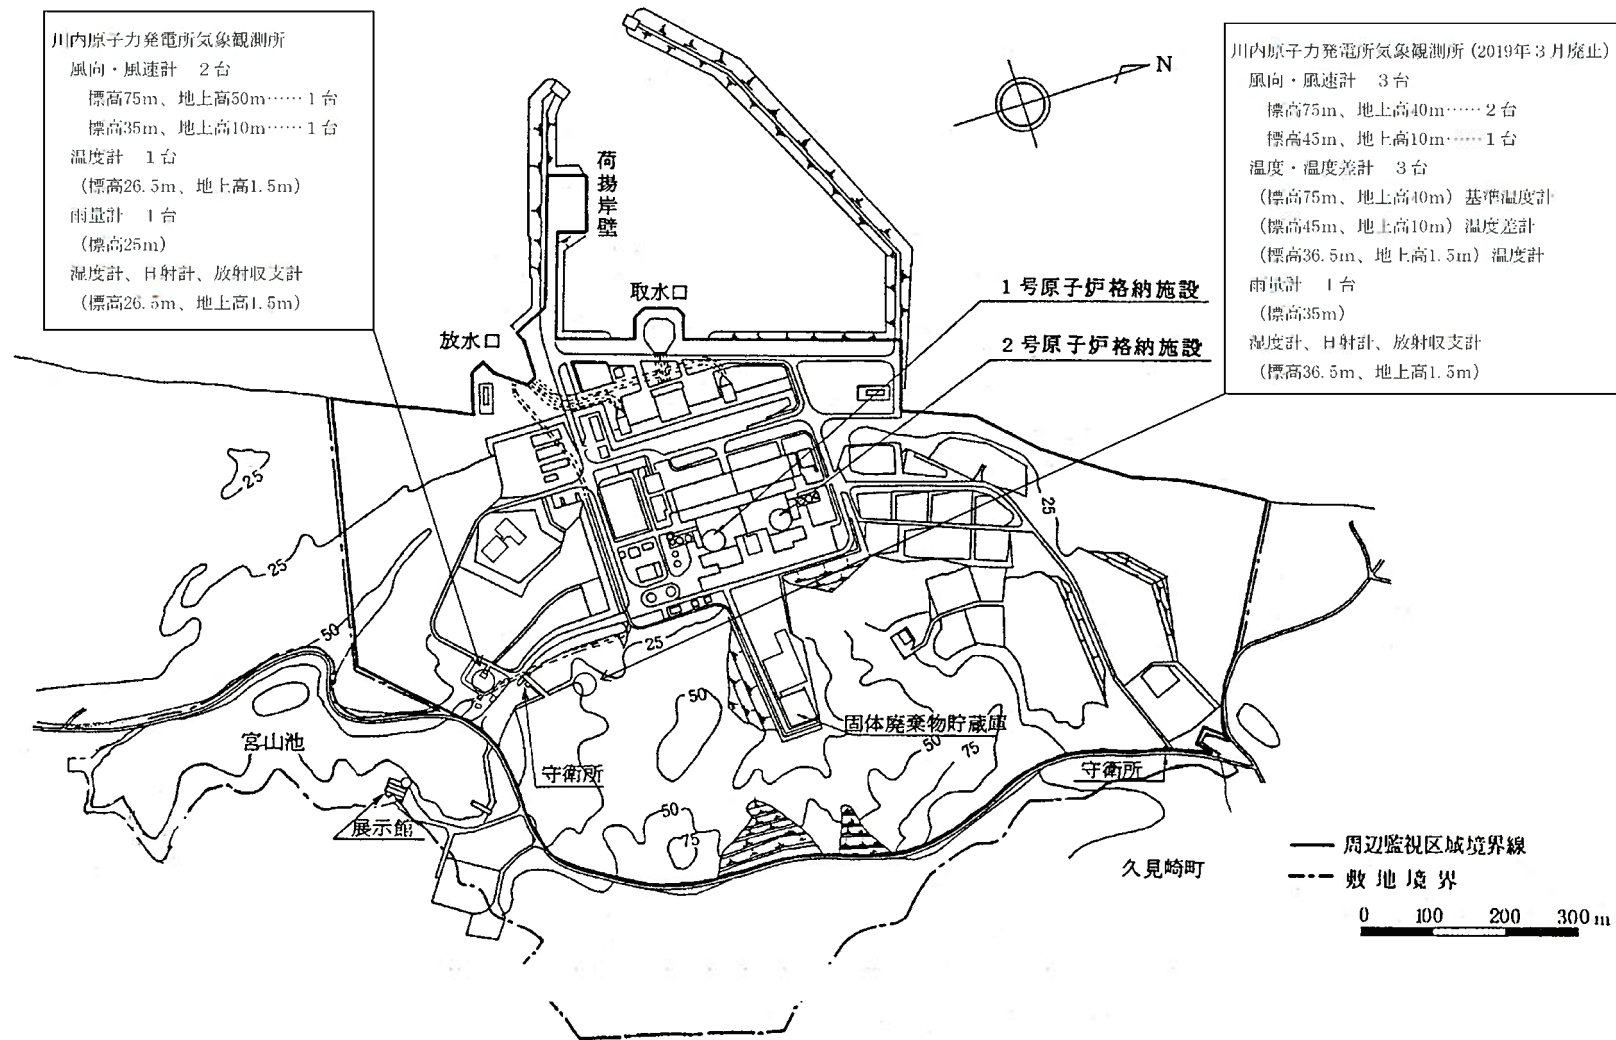 川内原子力発電所気象観測所
風向・風速計 2台
標高75m、地上高50m……1台
標高35m、地上高10m……1台
温度計 1台
(標高26.5m、地上高1.5m)
雨量計 1台
(標高25m)
湿度計、日射計、放射収支計
(標高26.5m、地上高1.5m)
川内原子力発電所気象観測所 (2019年3月廃止)
風向・風速計 3台
標高75m、地上高40m……2台
標高45m、地上高10m……1台
温度・温度差計 3台
(標高75m、地上高40m) 基準温度計
(標高45m、地上高10m) 温度差計
(標高36.5m、地上高1.5m) 温度計
雨量計 1台
(標高35m)
湿度計、日射計、放射収支計
(標高36.5m、地上高1.5m)
N
荷揚岸壁
取水口
放水口
1号原子炉格納施設
2号原子炉格納施設
25
25
25
50
25
50
固体廃棄物貯蔵庫
50
75
宮山池
守衛所
守衛所
展示館
50
75
久見崎町
周辺監視区域境界線
敷地境界
0 100 200 300m